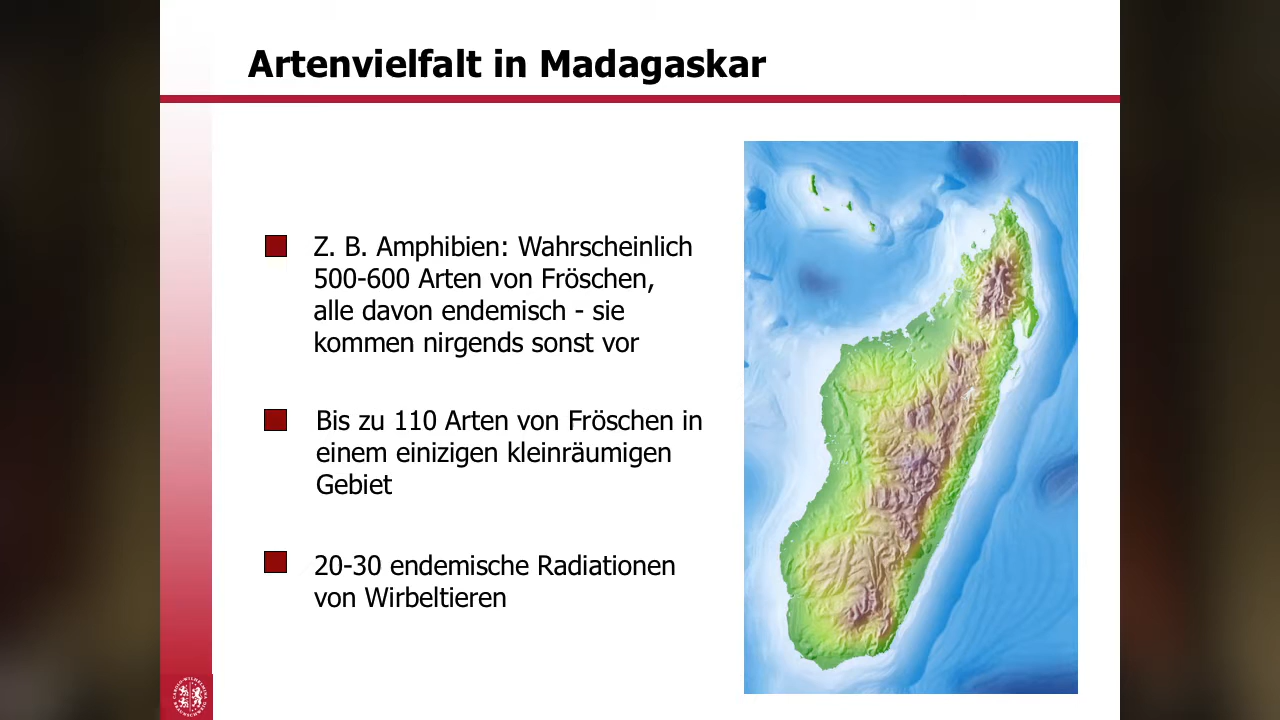 Artenvielfalt in Madagaskar
Z. B. Amphibien: Wahrscheinlich
500-600 Arten von Fröschen,
alle davon endemisch - sie
kommen nirgends sonst vor
Bis zu 110 Arten von Fröschen in
einem einizigen kleinräumigen
Gebiet
20-30 endemische Radiationen
von Wirbeltieren